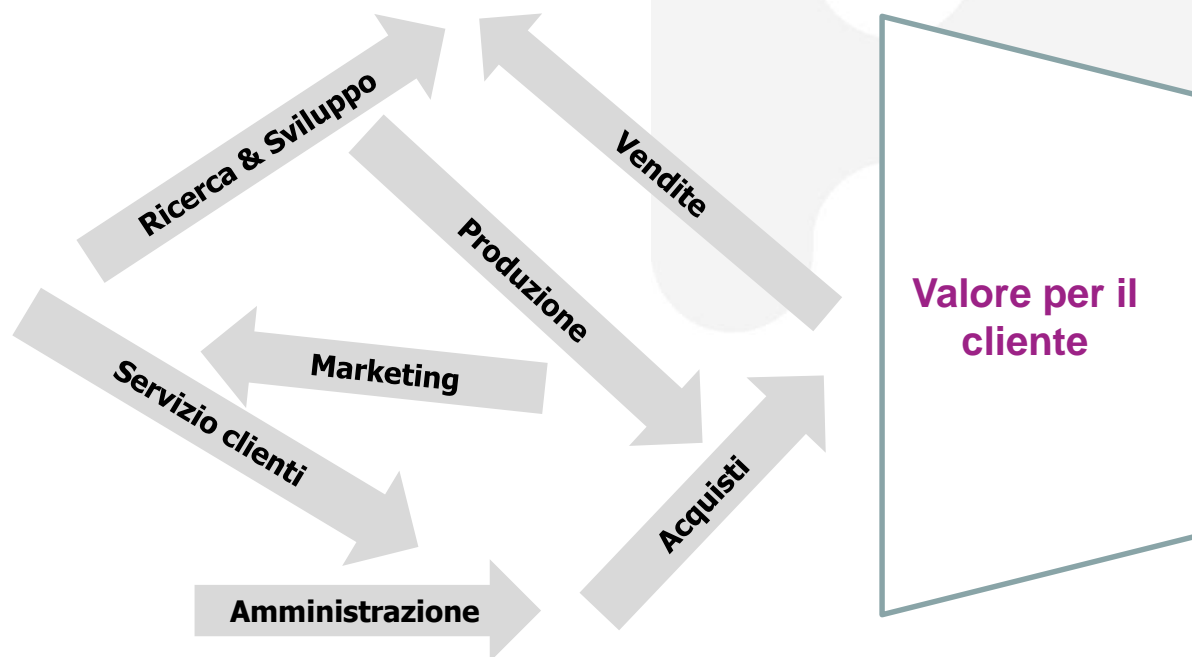 Ricerca & Sviluppo
Vendite
Produzione
Marketing
Servizio clienti
Acquisti
Amministrazione
Valore per il
cliente